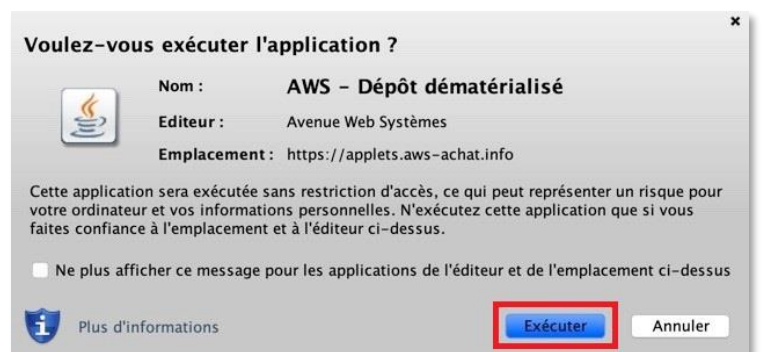 Voulez-vous exécuter l'application ?
Nom : AWS – Dépôt dématérialisé
Editeur : Avenue Web Systèmes
Emplacement : https://applets.aws-achat.info
Cette application sera exécutée sans restriction d'accès, ce qui peut représenter un risque pour
votre ordinateur et vos informations personnelles. N'exécutez cette application que si vous
faites confiance à l'emplacement et à l'éditeur ci-dessus.
Ne plus afficher ce message pour les applications de l'éditeur et de l'emplacement ci-dessus
Plus d'informations Exécuter Annuler